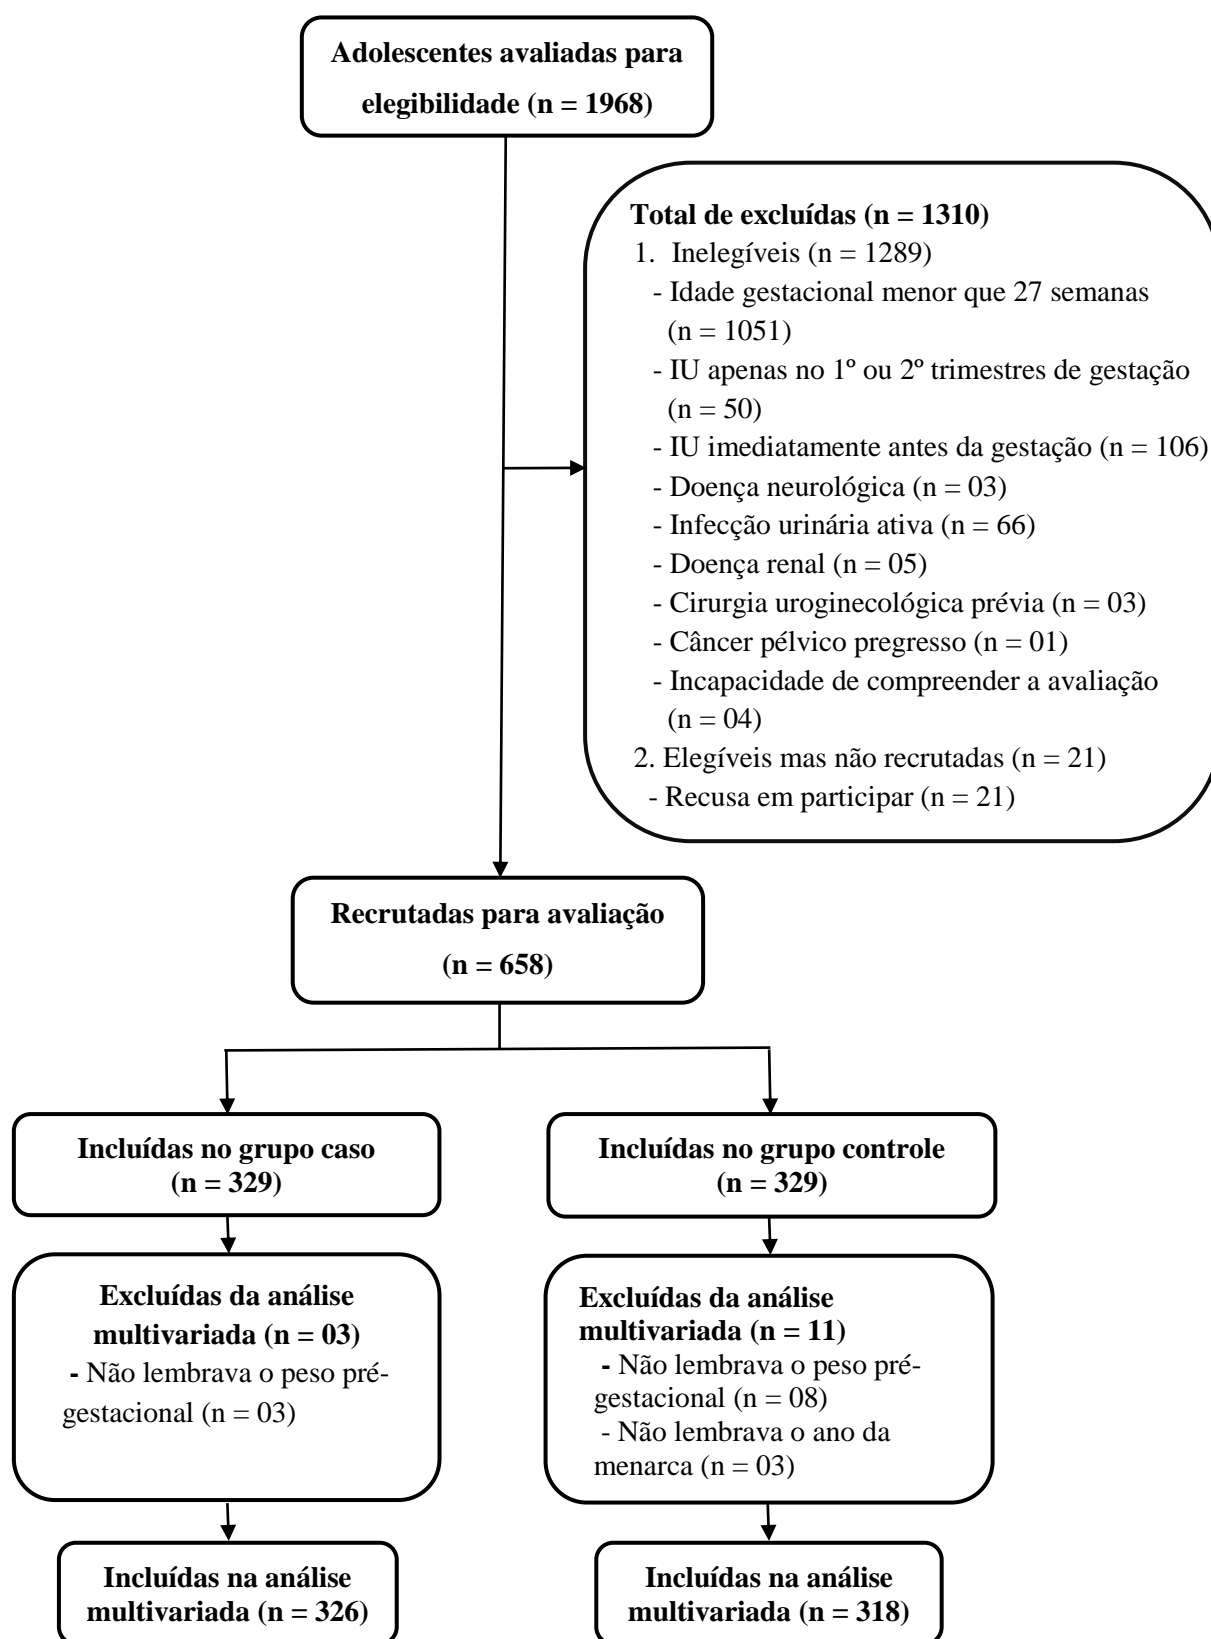 Adolescentes avaliadas para
elegibilidade (n = 1968)
Total de excluídas (n = 1310)
1. Inelegíveis (n = 1289)
- Idade gestacional menor que 27 semanas
(n = 1051)
- IU apenas no 1º ou 2º trimestres de gestação
(n = 50)
- IU imediatamente antes da gestação (n = 106)
- Doença neurológica (n = 03)
- Infecção urinária ativa (n = 66)
- Doença renal (n = 05)
- Cirurgia uroginecológica prévia (n = 03)
- Câncer pélvico pregresso (n = 01)
- Incapacidade de compreender a avaliação
(n = 04)
2. Elegíveis mas não recrutadas (n = 21)
- Recusa em participar (n = 21)
Recrutadas para avaliação
(n = 658)
Incluídas no grupo caso
(n = 329)
Incluídas no grupo controle
(n = 329)
Excluídas da análise
multivariada (n = 03)
- Não lembrava o peso pré-
gestacional (n = 03)
Excluídas da análise
multivariada (n = 11)
- Não lembrava o peso pré-
gestacional (n = 08)
- Não lembrava o ano da
menarca (n = 03)
Incluídas na análise
multivariada (n = 326)
Incluídas na análise
multivariada (n = 318)